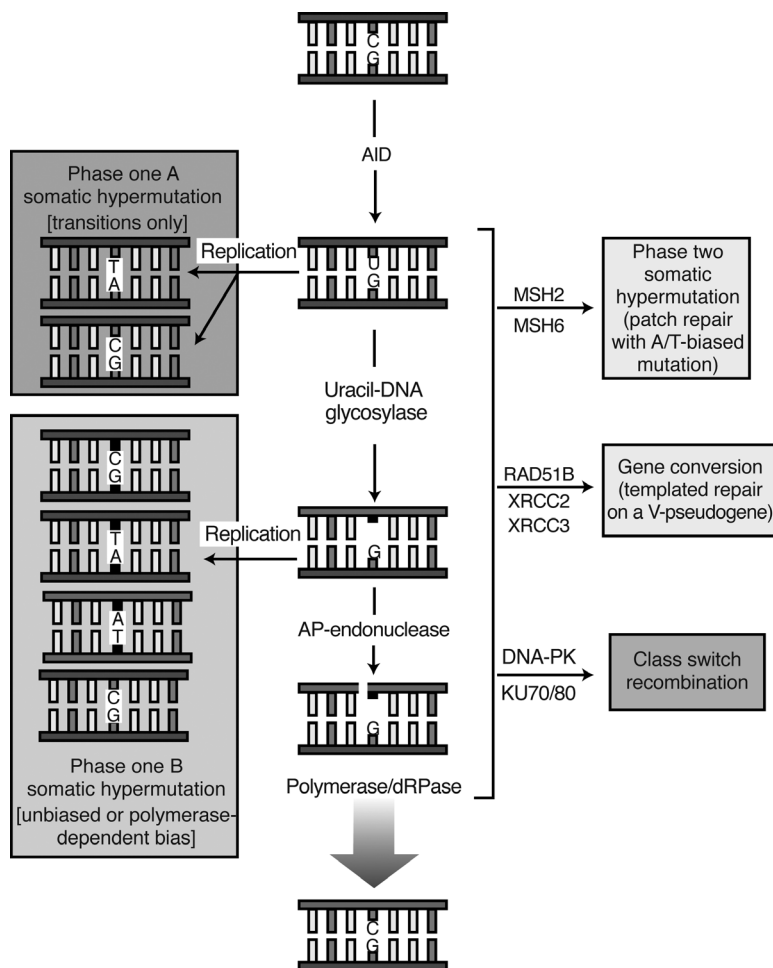 C
G
AID
Phase one A
somatic hypermutation
[transitions only]
T
A
C
G
Replication
U
G
MSH2
MSH6
Phase two
somatic
hypermutation
(patch repair
with A/T-biased
mutation)
Uracil-DNA
glycosylase
C
G
T
A
A
T
C
G
Phase one B
somatic hypermutation
[unbiased or polymerase-
dependent bias]
Replication
G
RAD51B
XRCC2
XRCC3
Gene conversion
(templated repair
on a V-pseudogene)
AP-endonuclease
G
DNA-PK
KU70/80
Class switch
recombination
Polymerase/dRPase
C
G